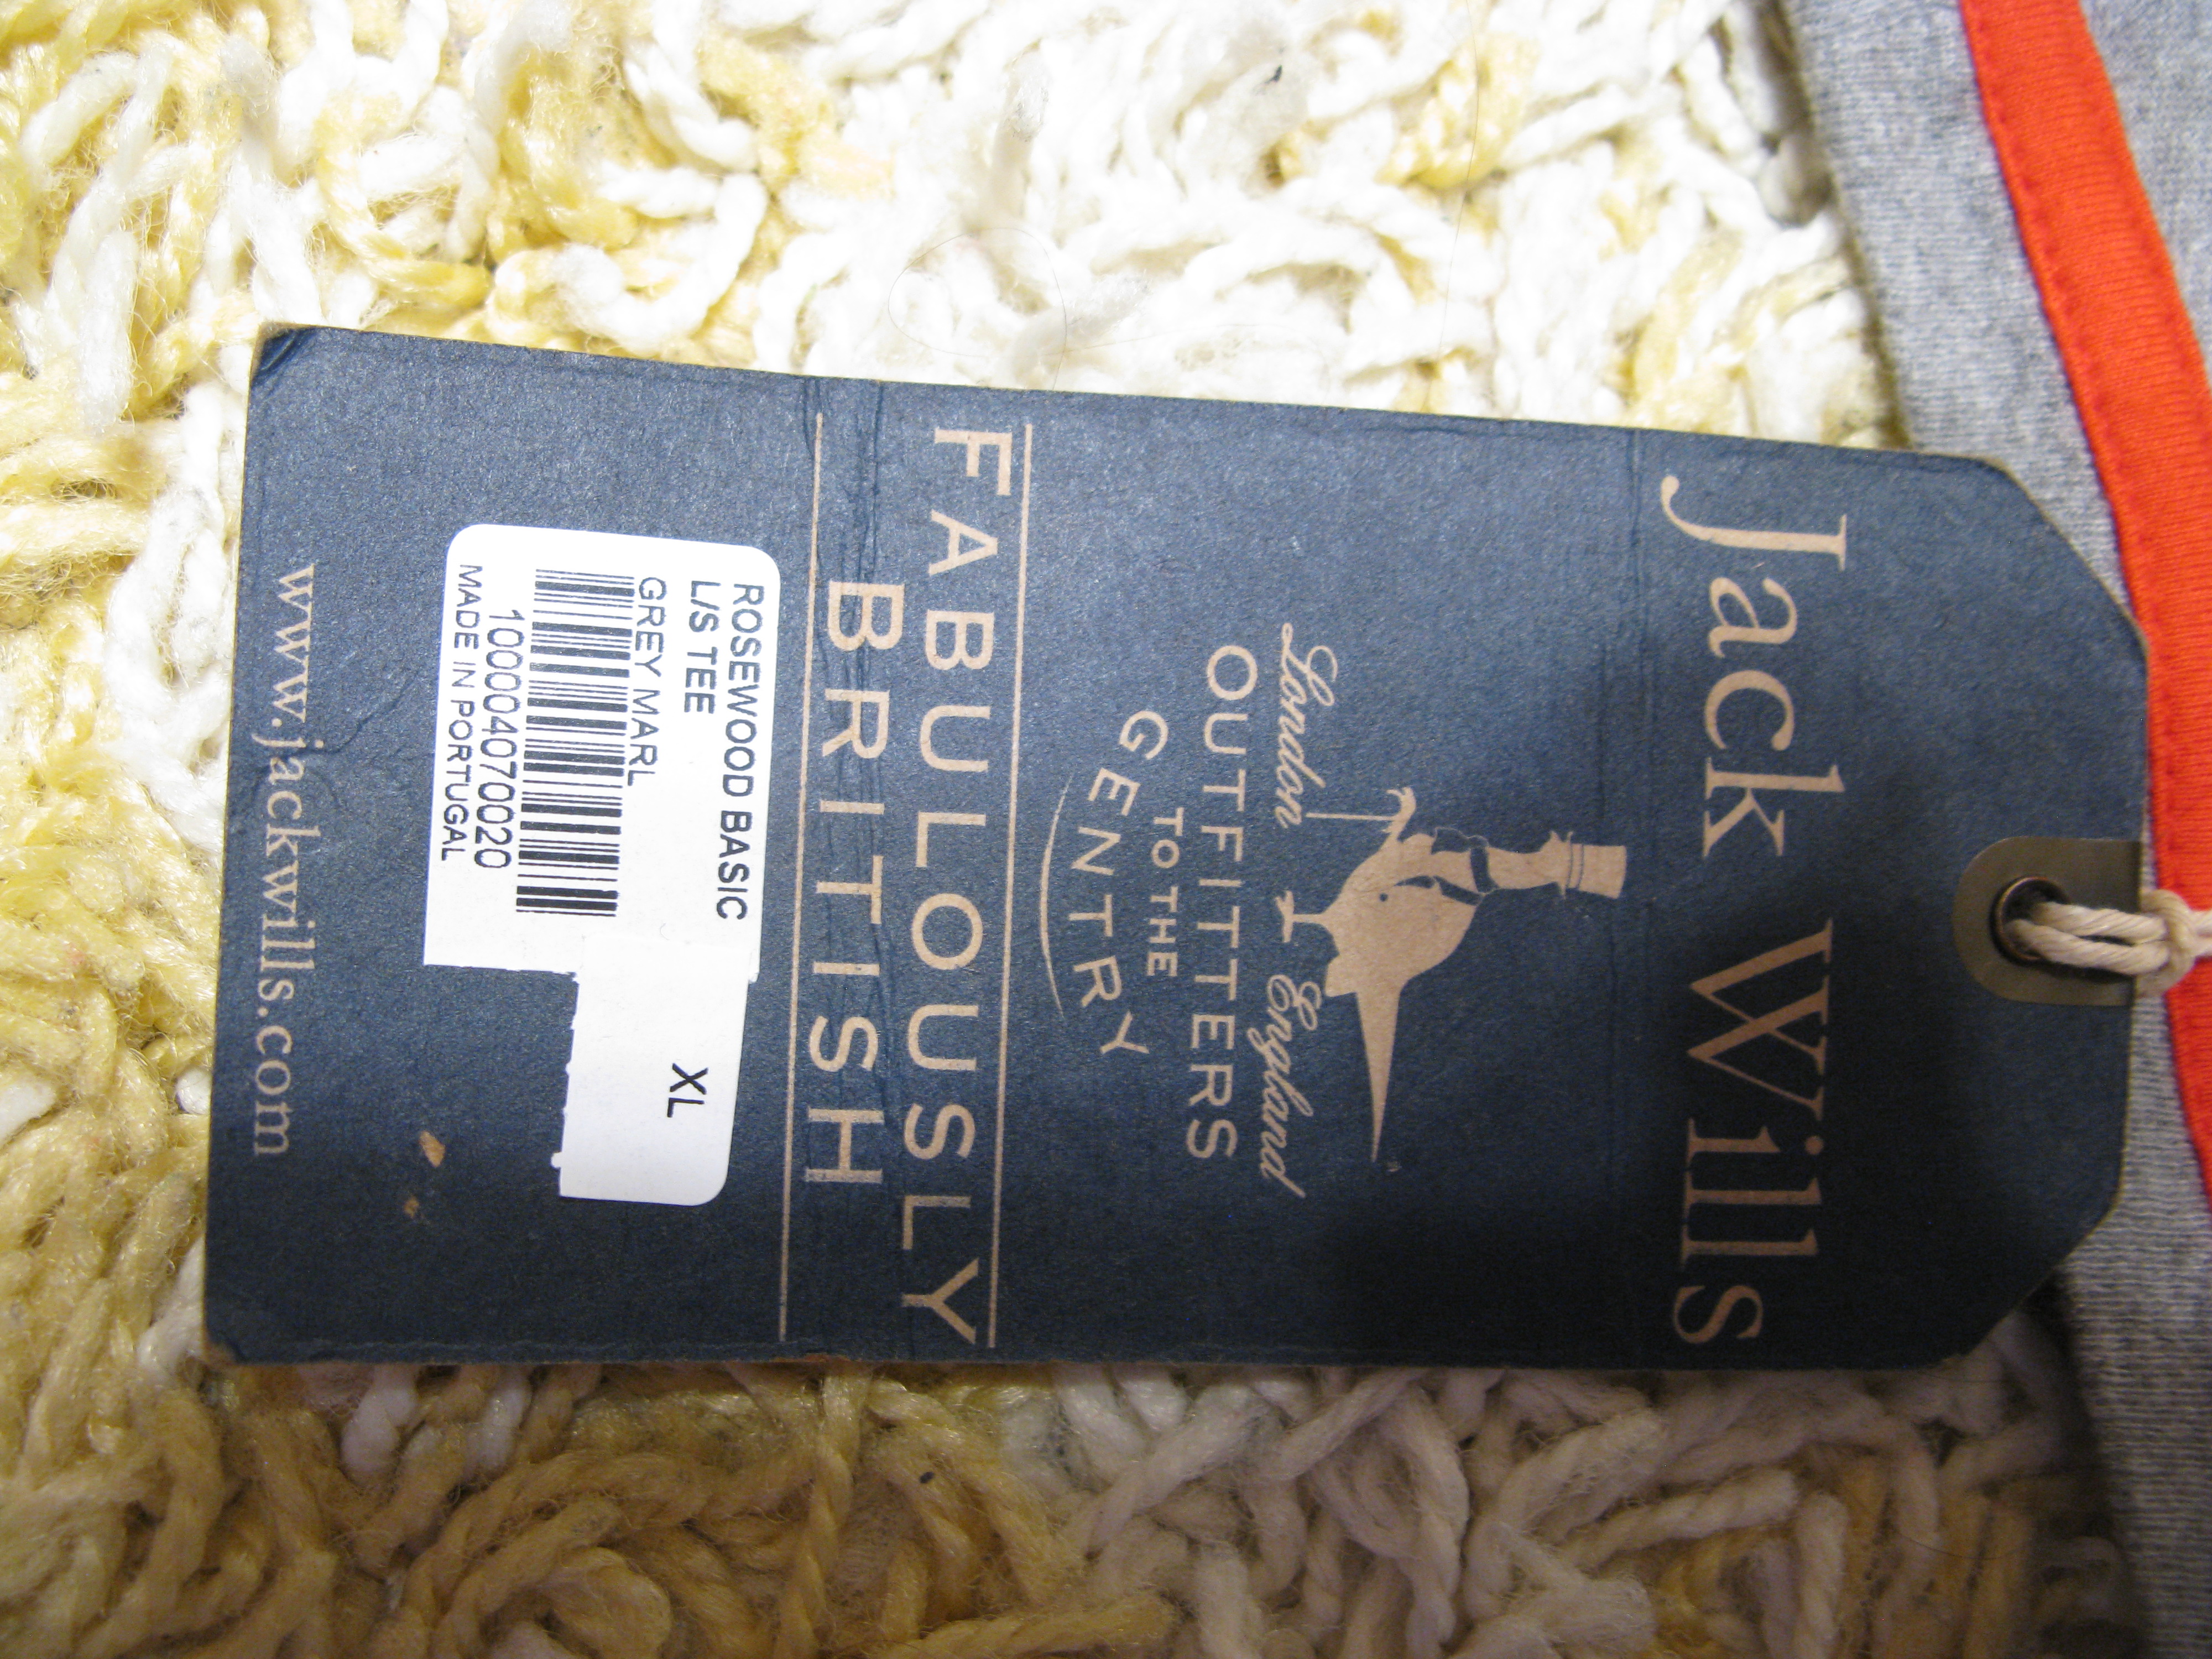 Jack Wills
London England
OUTFITTERS
TO THE
GENTRY
FABULOUSLY
BRITISH
ROSEWOOD BASIC
L/S TEE
XL
GREY MARL
100004070020
MADE IN PORTUGAL
www.jackwills.com